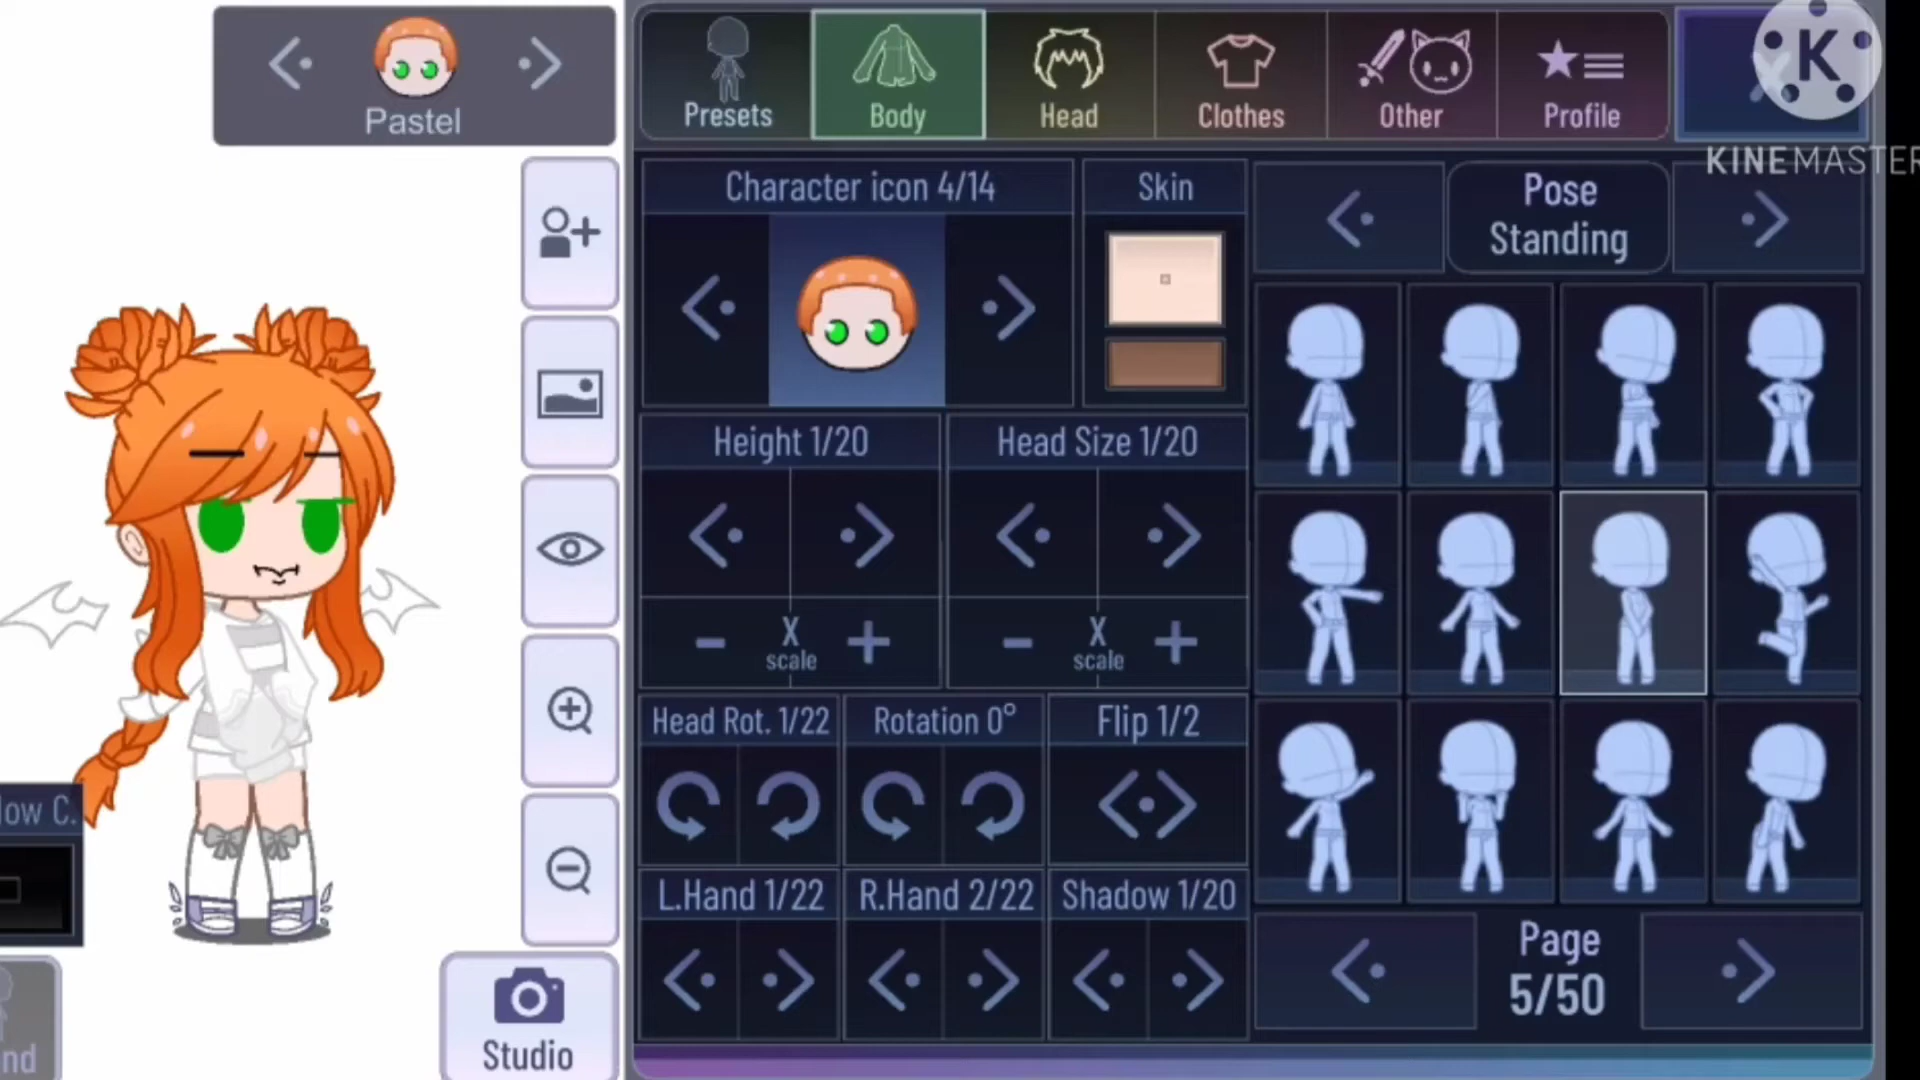 Pastel
Presets
Body
Head
Clothes
Other
Profile
K
KINEMASTER
Character icon 4/14
Skin
Pose
Standing
Height 1/20
Head Size 1/20
X
scale
X
scale
Head Rot. 1/22
Rotation 0°
Flip 1/2
L.Hand 1/22
R.Hand 2/22
Shadow 1/20
Page
5/50
low C.
nd
Studio